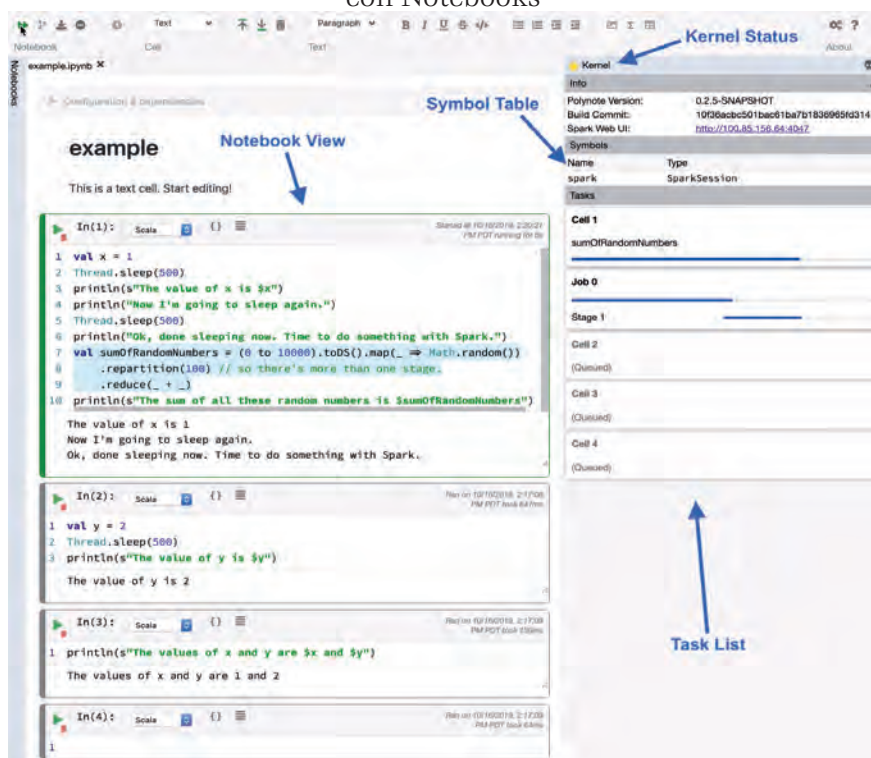 con Notebooks
Text
Paragraph
B I U S </>
Notebook
Cell
Text
About
Kernel Status
Notebooks
example.ipynb ✖
Configuration & dependencies
example
This is a text cell. Start editing!
Notebook View
Symbol Table
Kernel
Info
Polynote Version: 0.2.5-SNAPSHOT
Build Commit:
Spark Web UI: http://100.85.156.64:4047
Symbols
Name Type
spark SparkSession
Tasks
Cell 1
sumOfRandomNumbers
Job 0
Stage 1
Cell 2
(Queued)
Cell 3
(Queued)
Cell 4
(Queued)
Task List
In(1): Scala {}
1 val x = 1
2 Thread.sleep(500)
3 println(s"The value of x is $x")
4 println("Now I'm going to sleep again.")
5 Thread.sleep(500)
6 println("Ok, done sleeping now. Time to do something with Spark.")
7 val sumOfRandomNumbers = (0 to 10000).toDS().map(_ ⇒ Math.random())
8 .repartition(100) // so there's more than one stage.
9 .reduce(_ + _)
10 println(s"The sum of all these random numbers is $sumOfRandomNumbers")
The value of x is 1
Now I'm going to sleep again.
Ok, done sleeping now. Time to do something with Spark.
In(2): Scala {}
1 val y = 2
2 Thread.sleep(500)
3 println(s"The value of y is $y")
The value of y is 2
In(3): Scala {}
1 println(s"The values of x and y are $x and $y")
The values of x and y are 1 and 2
In(4): Scala {}
1